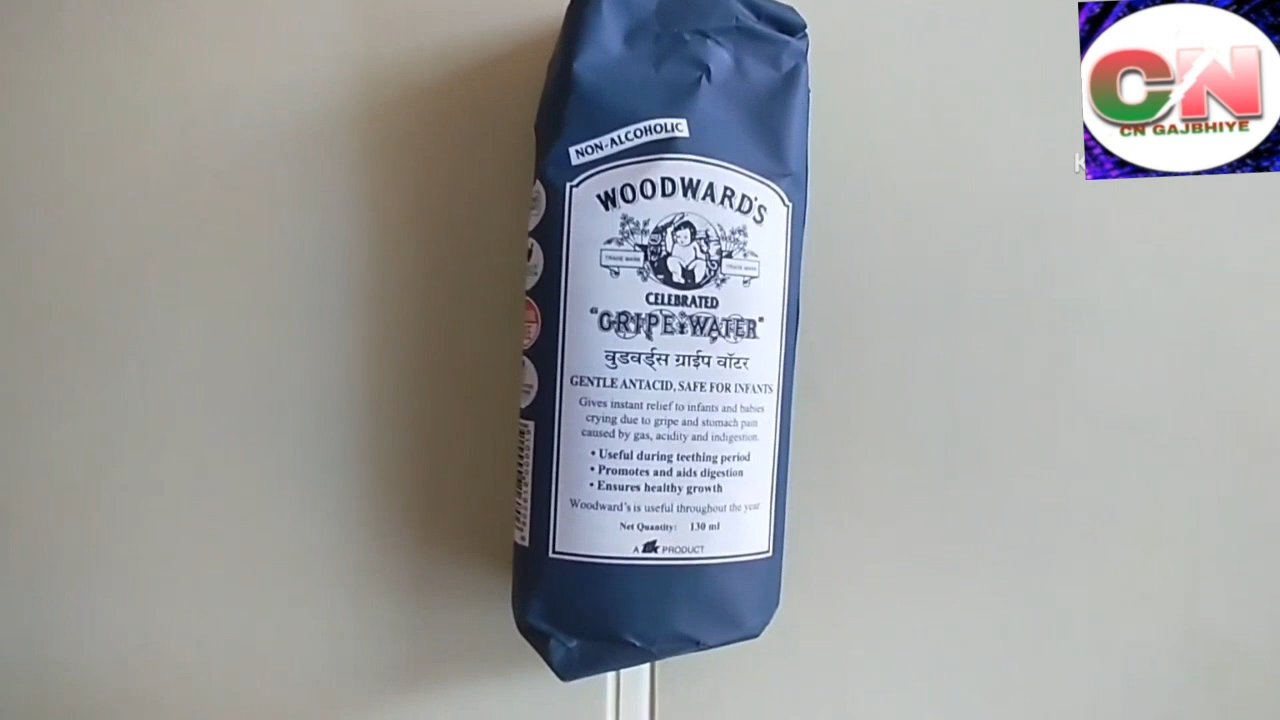 NON-ALCOHOLIC
WOODWARD'S
TRADE MARK
TRADE MARK
CELEBRATED
"GRIPE WATER"
वुडवर्ड्स ग्राईप वॉटर
GENTLE ANTACID, SAFE FOR INFANTS
Gives instant relief to infants and babies
crying due to gripe and stomach pain
caused by gas, acidity and indigestion.
• Useful during teething period
• Promotes and aids digestion
• Ensures healthy growth
Woodward's is useful throughout the year
Net Quantity: 130 ml
A PRODUCT
CN
CN GAJBHIYE
K